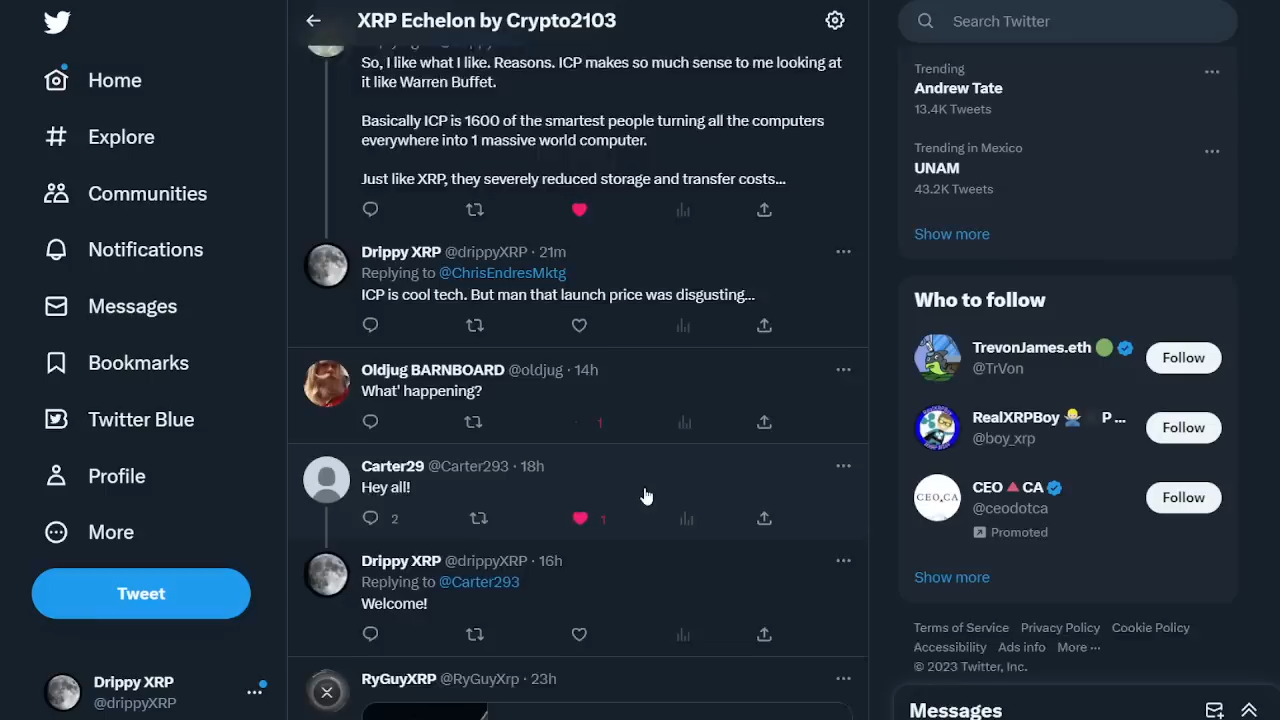 Home
Explore
Communities
Notifications
Messages
Bookmarks
Twitter Blue
Profile
More
Tweet
Drippy XRP
@drippyXRP
XRP Echelon by Crypto2103
So, I like what I like. Reasons. ICP makes so much sense to me looking at
it like Warren Buffet.
Basically ICP is 1600 of the smartest people turning all the computers
everywhere into 1 massive world computer.
Just like XRP, they severely reduced storage and transfer costs...
Drippy XRP @drippyXRP · 21m
Replying to @ChrisEndresMktg
ICP is cool tech. But man that launch price was disgusting...
Oldjug BARNBOARD @oldjug · 14h
What' happening?
1
Carter29 @Carter293 · 18h
Hey all!
2 1
Drippy XRP @drippyXRP · 16h
Replying to @Carter293
Welcome!
RyGuyXRP @RyGuyXrp · 23h
Search Twitter
Trending
Andrew Tate
13.4K Tweets
Trending in Mexico
UNAM
43.2K Tweets
Show more
Who to follow
TrevonJames.eth
@TrVon
Follow
RealXRPBoy P ...
@boy_xrp
Follow
CEO.CA
CEO CA
@ceodotca
Follow
Promoted
Show more
Terms of Service Privacy Policy Cookie Policy
Accessibility Ads info More ···
© 2023 Twitter, Inc.
Messages